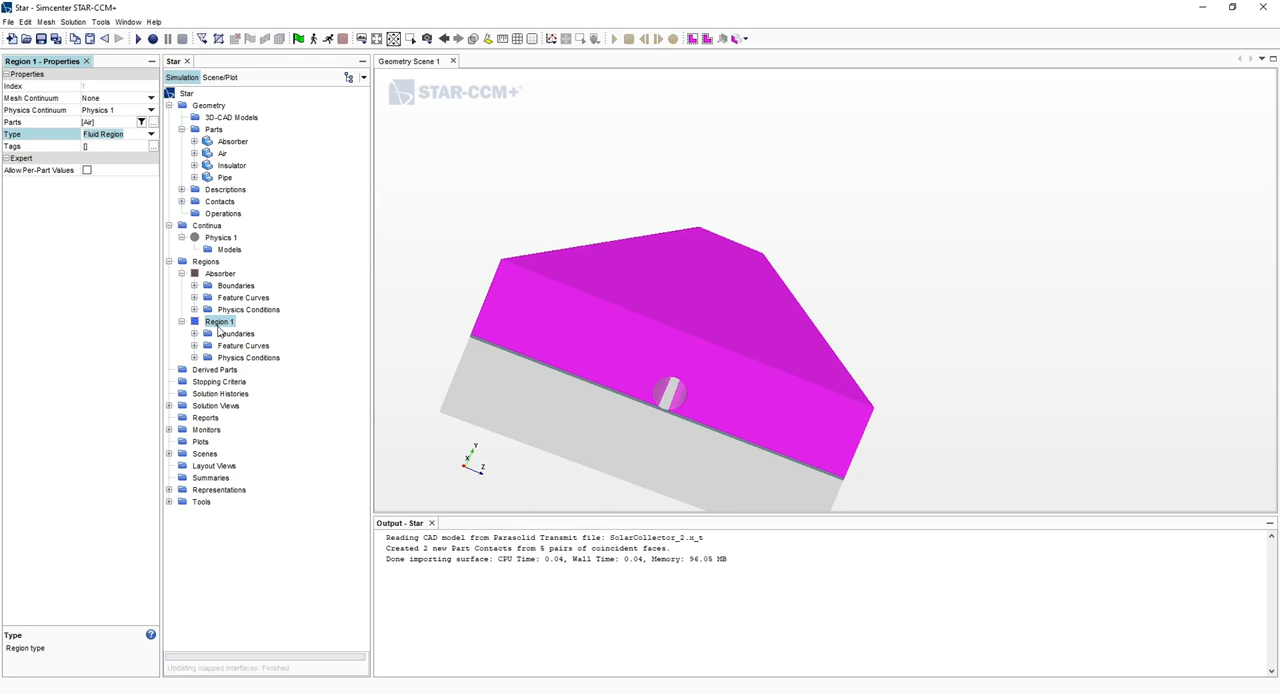 Star - Simcenter STAR-CCM+
File Edit Mesh Solution Tools Window Help
Region 1 - Properties
Properties
Index 1
Mesh Continuum None
Physics Continuum Physics 1
Parts [Air] ...
Type Fluid Region
Tags [] ...
Expert
Allow Per-Part Values
Type
Region type
Star
Simulation Scene/Plot
Star
Geometry
3D-CAD Models
Parts
Absorber
Air
Insulator
Pipe
Descriptions
Contacts
Operations
Continua
Physics 1
Models
Regions
Absorber
Boundaries
Feature Curves
Physics Conditions
Region 1
Boundaries
Feature Curves
Physics Conditions
Derived Parts
Stopping Criteria
Solution Histories
Solution Views
Reports
Monitors
Plots
Scenes
Layout Views
Summaries
Representations
Tools
Updating mapped interfaces: Finished
Geometry Scene 1
STAR-CCM+
Y
X
Z
Output - Star
Reading CAD model from Parasolid Transmit file: SolarCollector_2.x_t
Created 2 new Part Contacts from 5 pairs of coincident faces.
Done importing surface: CPU Time: 0.04, Wall Time: 0.04, Memory: 96.05 MB